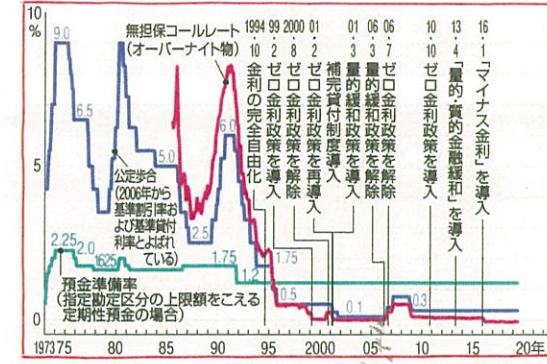 10
%
5
0
9.0
6.5
5.0
2.5
6.0
1.75
0.5
0.1
0.3
2.25
2.0
1.625
1.75
1.2
無担保コールレート
(オーバーナイト物)
公定歩合
(2006年から
基準割引率お
よび基準貸付
利率とよばれ
ている)
預金準備率
(指定勘定区分の上限額をこえる
定期性預金の場合)
1994・10 金利の完全自由化
99・2 ゼロ金利政策を導入
2000・8 ゼロ金利政策を解除
01・2 ゼロ金利政策を再導入
補完貸付制度導入
01・3 量的緩和政策を導入
06・3 量的緩和政策を解除
06・7 ゼロ金利政策を解除
10・10 ゼロ金利政策を導入
13・4 「量的・質的金融緩和」を導入
16・1 「マイナス金利」を導入
1973 75 80 85 90 95 2000 05 10 15 20年